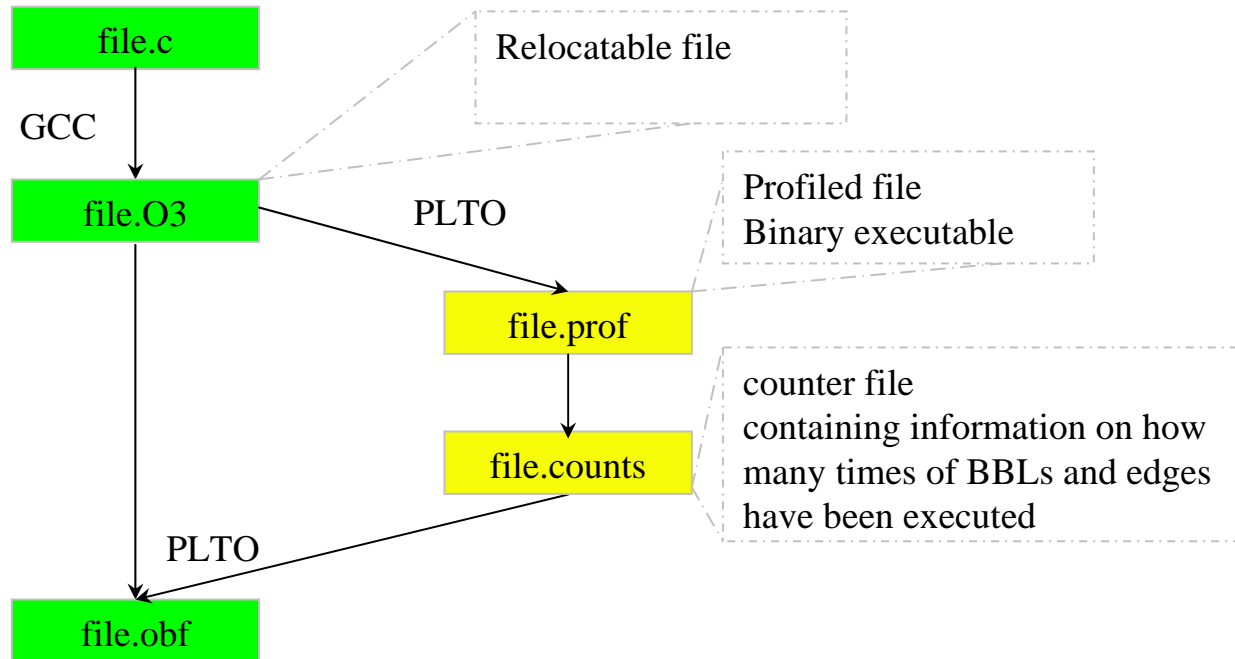 file.c
Relocatable file
GCC
file.O3
PLTO
Profiled file
Binary executable
file.prof
counter file
containing information on how
many times of BBLs and edges
have been executed
file.counts
PLTO
file.obf